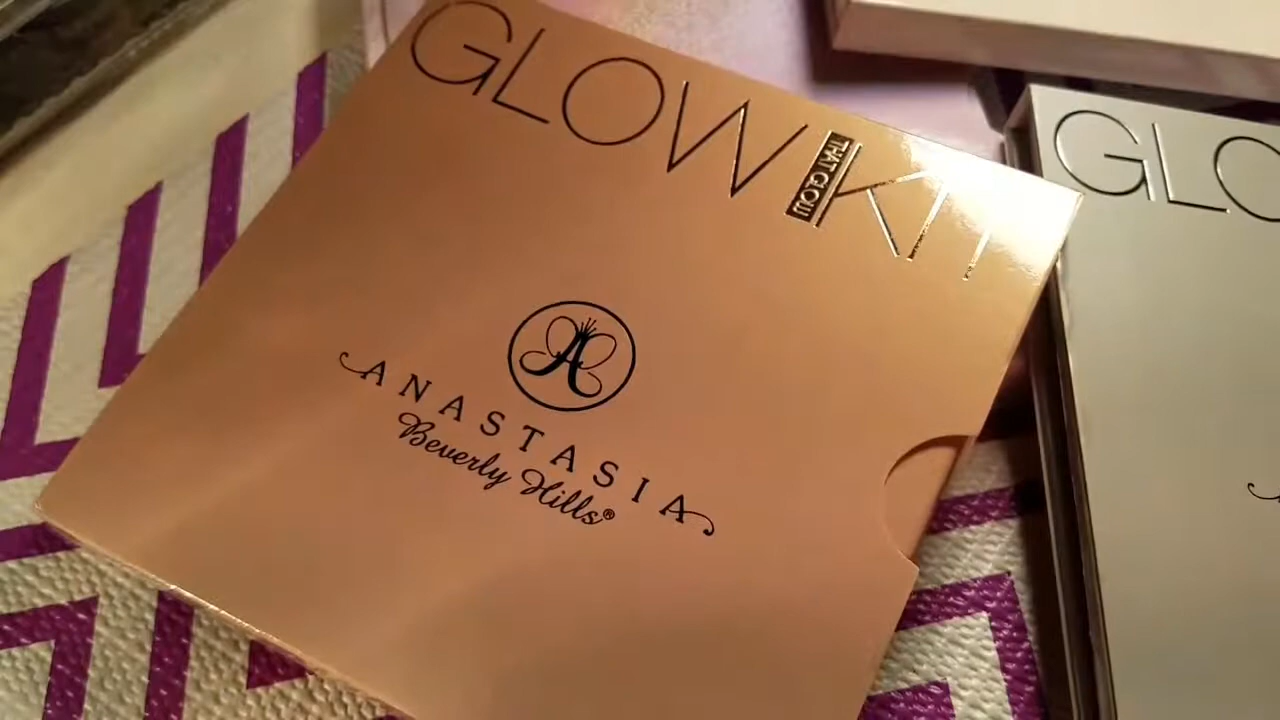 GLOW KIT
THAT GLOW
A
ANASTASIA
Beverly Hills®
GLO